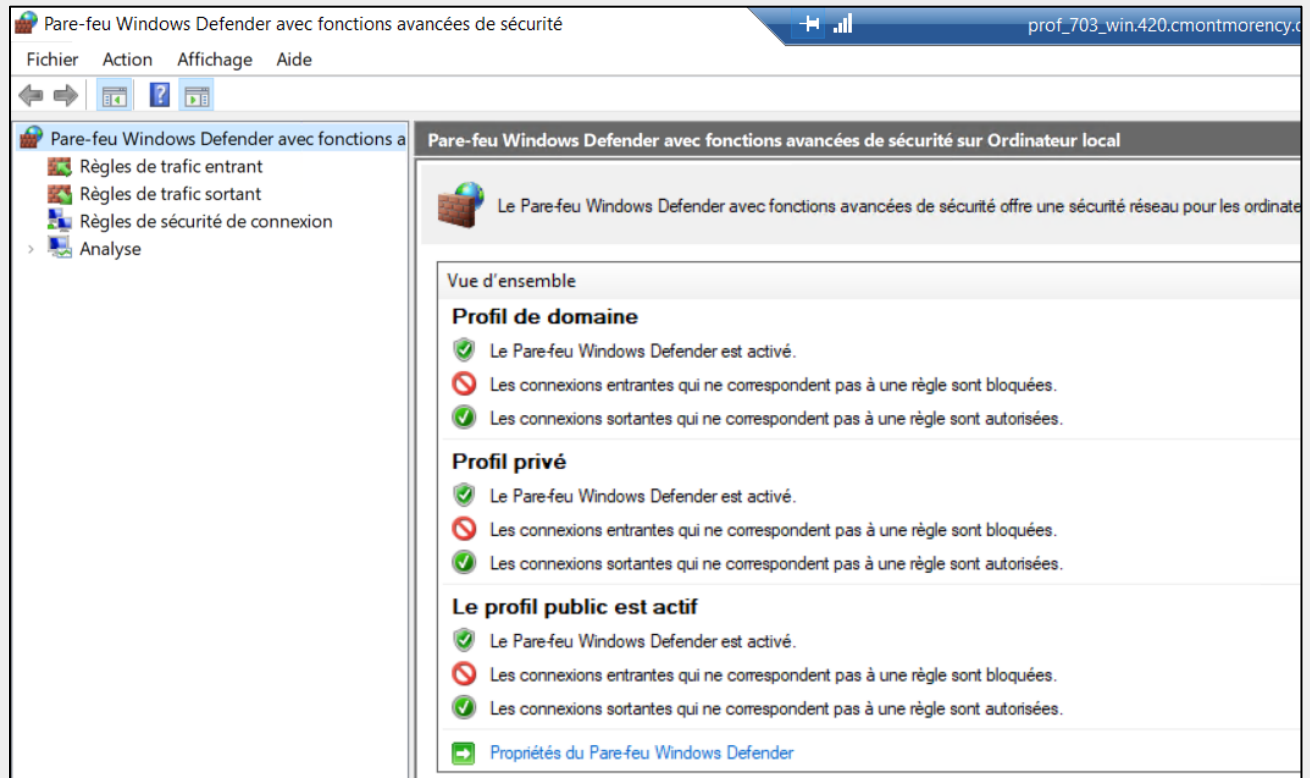 Pare-feu Windows Defender avec fonctions avancées de sécurité
prof_703_win.420.cmontmorency.c
Fichier Action Affichage Aide
Pare-feu Windows Defender avec fonctions a
Règles de trafic entrant
Règles de trafic sortant
Règles de sécurité de connexion
Analyse
Pare-feu Windows Defender avec fonctions avancées de sécurité sur Ordinateur local
Le Pare-feu Windows Defender avec fonctions avancées de sécurité offre une sécurité réseau pour les ordinate
Vue d'ensemble
Profil de domaine
Le Pare-feu Windows Defender est activé.
Les connexions entrantes qui ne correspondent pas à une règle sont bloquées.
Les connexions sortantes qui ne correspondent pas à une règle sont autorisées.
Profil privé
Le Pare-feu Windows Defender est activé.
Les connexions entrantes qui ne correspondent pas à une règle sont bloquées.
Les connexions sortantes qui ne correspondent pas à une règle sont autorisées.
Le profil public est actif
Le Pare-feu Windows Defender est activé.
Les connexions entrantes qui ne correspondent pas à une règle sont bloquées.
Les connexions sortantes qui ne correspondent pas à une règle sont autorisées.
Propriétés du Pare-feu Windows Defender